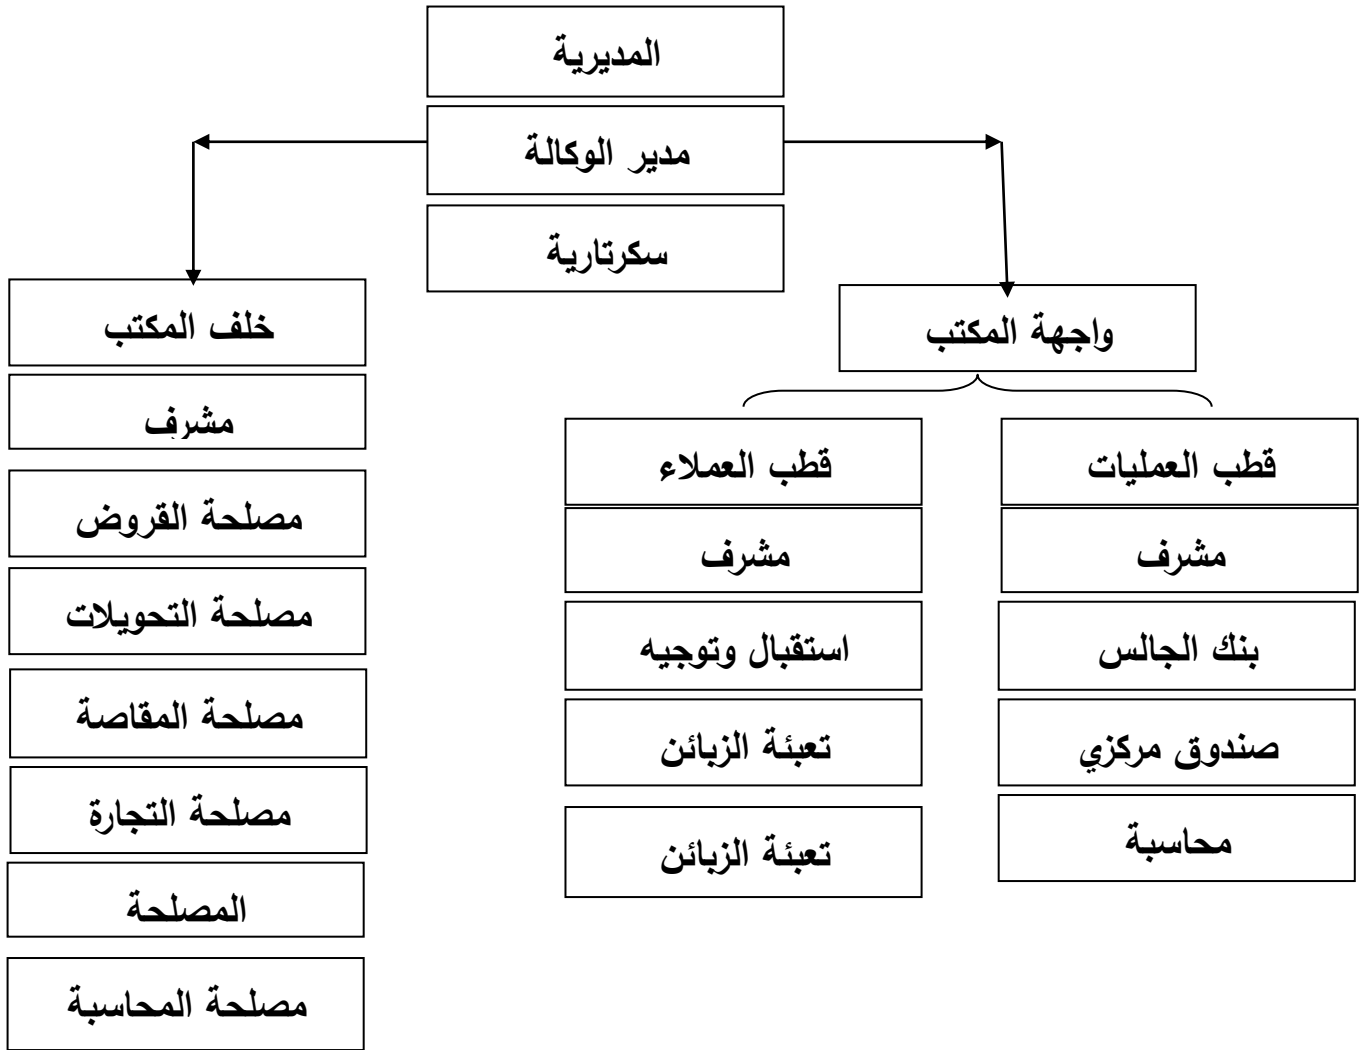 المديرية
مدير الوكالة
سكرتارية
واجهة المكتب
قطب العمليات
مشرف
بنك الجالس
صندوق مركزي
محاسبة
قطب العملاء
مشرف
استقبال وتوجيه
تعبئة الزبائن
تعبئة الزبائن
خلف المكتب
مشرف
مصلحة القروض
مصلحة التحويلات
مصلحة المقاصة
مصلحة التجارة
المصلحة
مصلحة المحاسبة